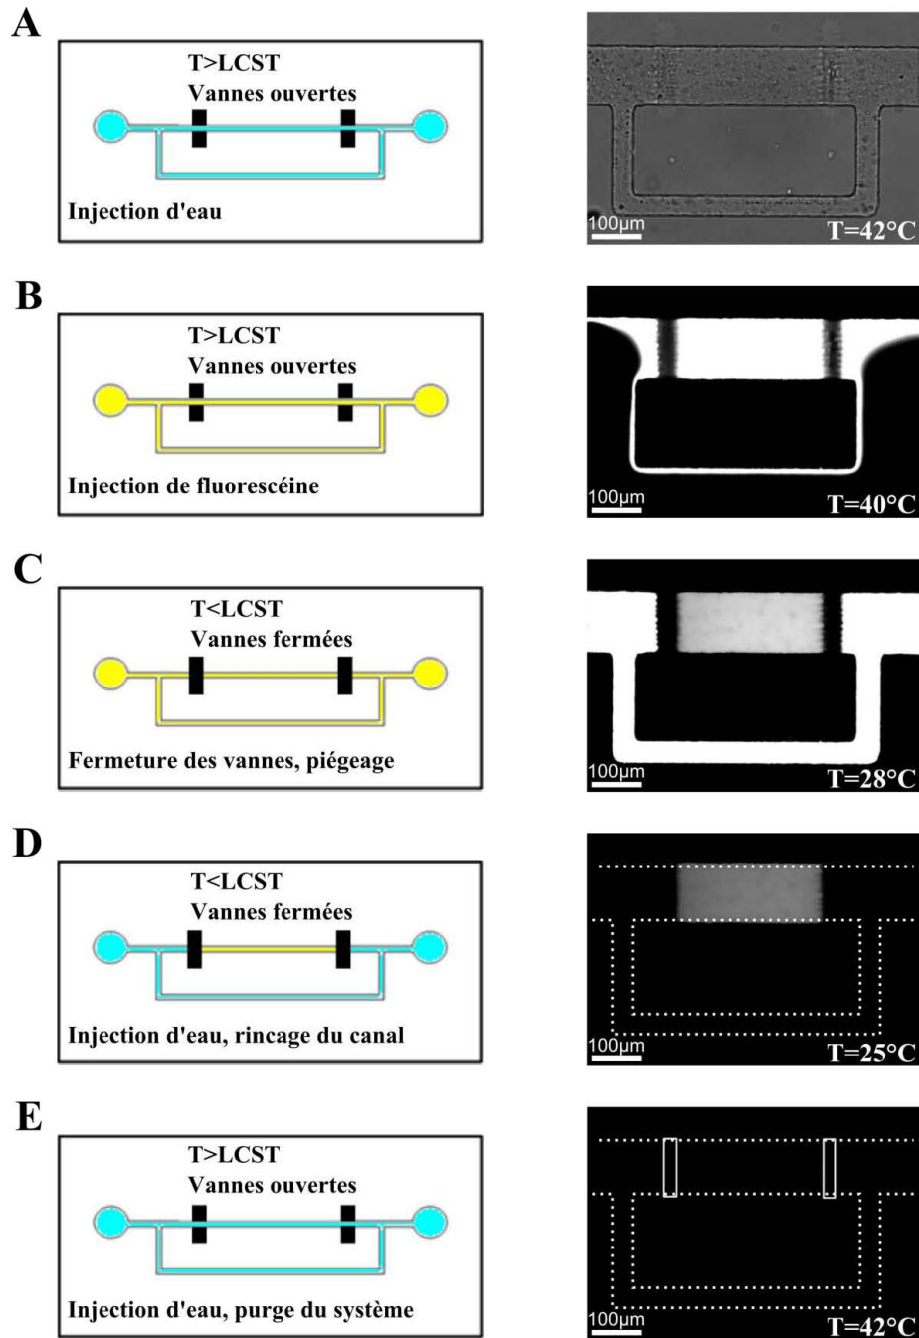 A
T>LCST
Vannes ouvertes
Injection d'eau
100µm
T=42°C
B
T>LCST
Vannes ouvertes
Injection de fluorescéine
100µm
T=40°C
C
T<LCST
Vannes fermées
Fermeture des vannes, piégeage
100µm
T=28°C
D
T<LCST
Vannes fermées
Injection d'eau, rincage du canal
100µm
T=25°C
E
T>LCST
Vannes ouvertes
Injection d'eau, purge du système
100µm
T=42°C